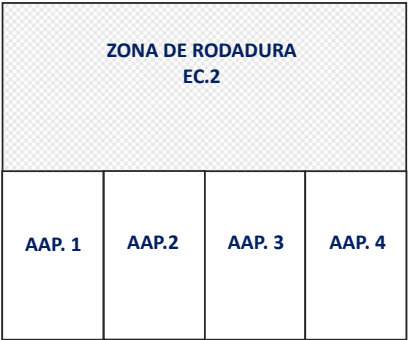 ZONA DE RODADURA
EC.2
AAP. 1
AAP.2
AAP. 3
AAP. 4